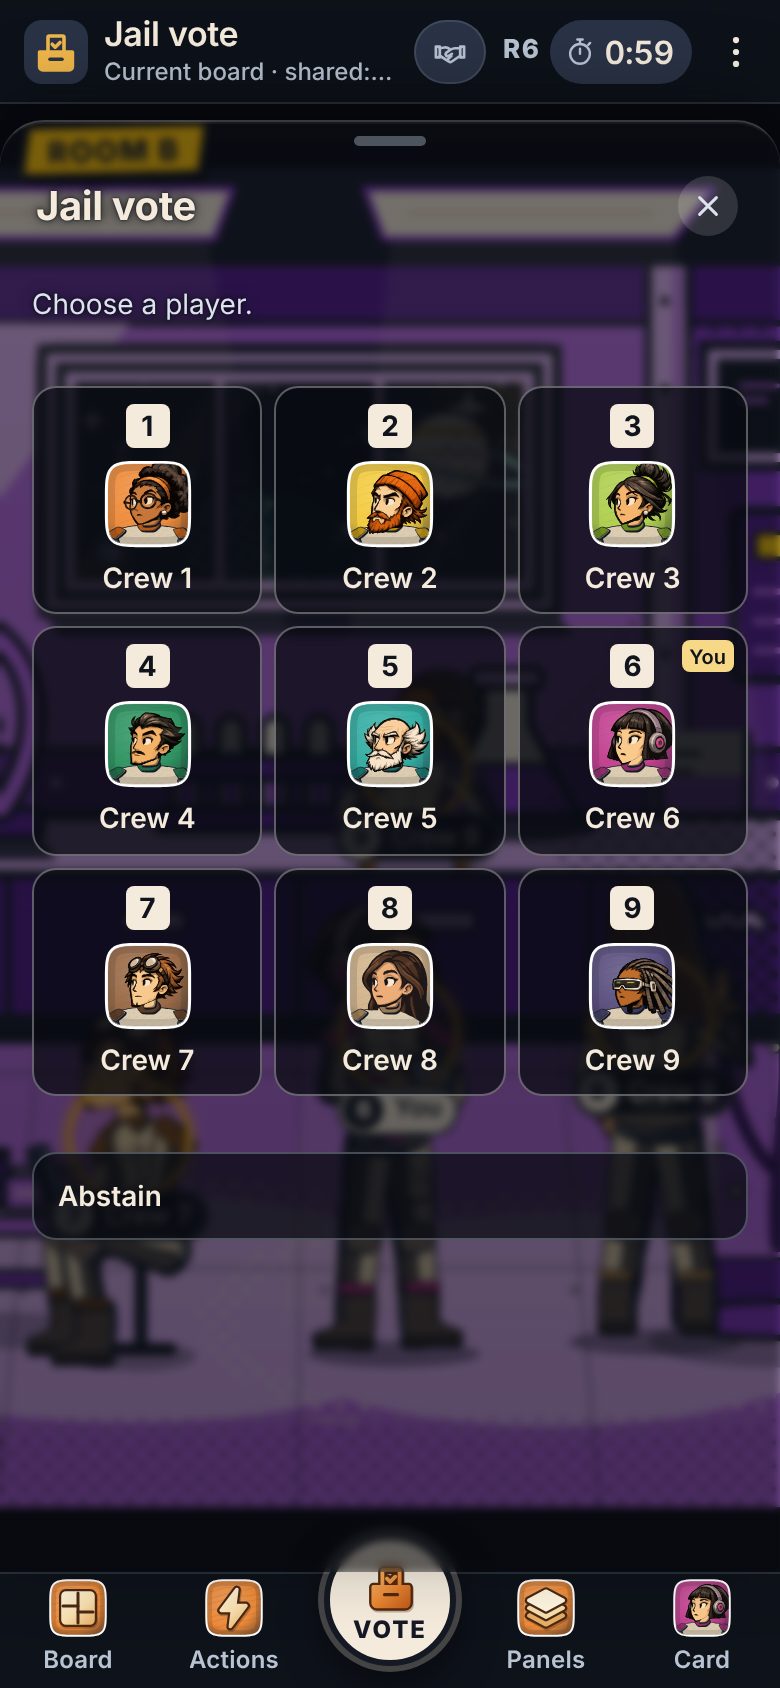 Jail vote
Current board · shared:...
R6
0:59
ROOM B
Jail vote
Choose a player.
1
2
3
Crew 1
Crew 2
Crew 3
4
5
6
You
Crew 4
Crew 5
Crew 6
7
8
9
Crew 7
Crew 8
Crew 9
You
Abstain
VOTE
Board
Actions
Panels
Card